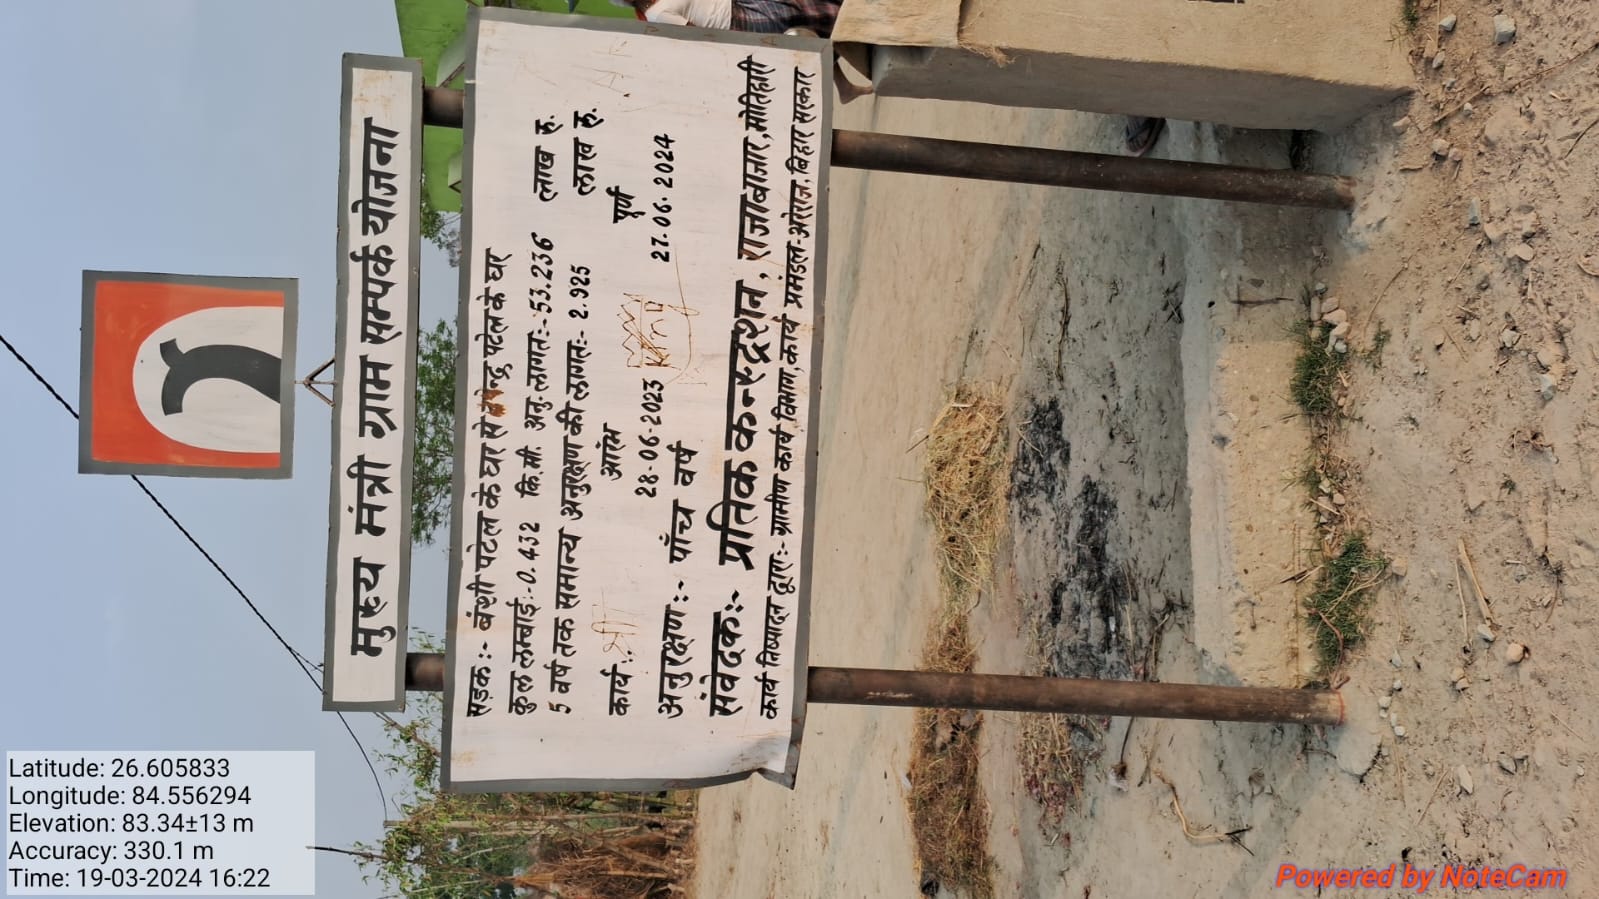 मुख्य मंत्री ग्राम सम्पर्क योजना
सड़क:- बंशी पटेल के घर से पटेल के घर
कुल लम्बाई:-0.432 कि.मी. अनु.लागत:-53.236 लाख रु.
5 वर्ष तक समान्य अनुरक्षण की लागत:- 2.925 लाख रु.
कार्य:- आरंभ पूर्ण
28-06-2023 27.06.2024
अनुरक्षण:- पाँच वर्ष
संवेदक:- प्रतिक कन्स्ट्रशन, राजाबाजार,मोतिहारी
कार्य निष्पादन द्वारा:- ग्रामीण कार्य विभाग,कार्य प्रमंडल-अरेराज,बिहार सरकार
Latitude: 26.605833
Longitude: 84.556294
Elevation: 83.34±13 m
Accuracy: 330.1 m
Time: 19-03-2024 16:22
Powered by NoteCam